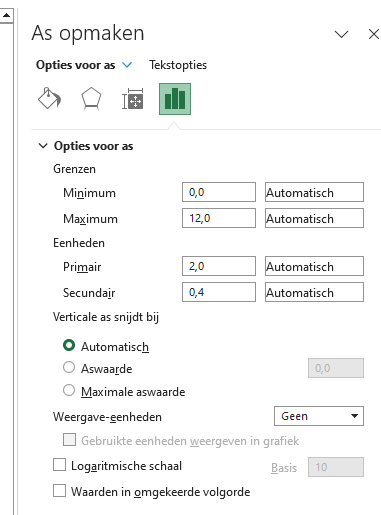 As opmaken
Opties voor as Tekstopties
Opties voor as
Grenzen
Minimum 0,0 Automatisch
Maximum 12,0 Automatisch
Eenheden
Primair 2,0 Automatisch
Secundair 0,4 Automatisch
Verticale as snijdt bij
Automatisch
Aswaarde 0,0
Maximale aswaarde
Weergave-eenheden Geen
Gebruikte eenheden weergeven in grafiek
Logaritmische schaal Basis 10
Waarden in omgekeerde volgorde